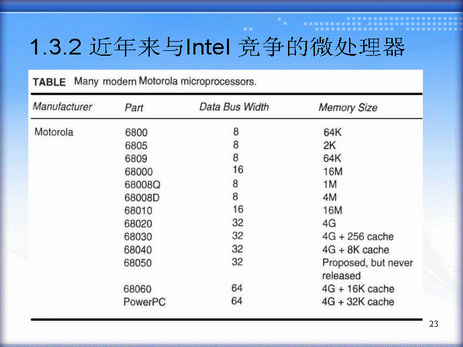 1.3.2 近年来与Intel 竞争的微处理器
TABLE Many modern Motorola microprocessors.
Manufacturer Part Data Bus Width Memory Size
Motorola 6800 8 64K
6805 8 2K
6809 8 64K
68000 16 16M
68008Q 8 1M
68008D 8 4M
68010 16 16M
68020 32 4G
68030 32 4G + 256 cache
68040 32 4G + 8K cache
68050 32 Proposed, but never
released
68060 64 4G + 16K cache
PowerPC 64 4G + 32K cache
23